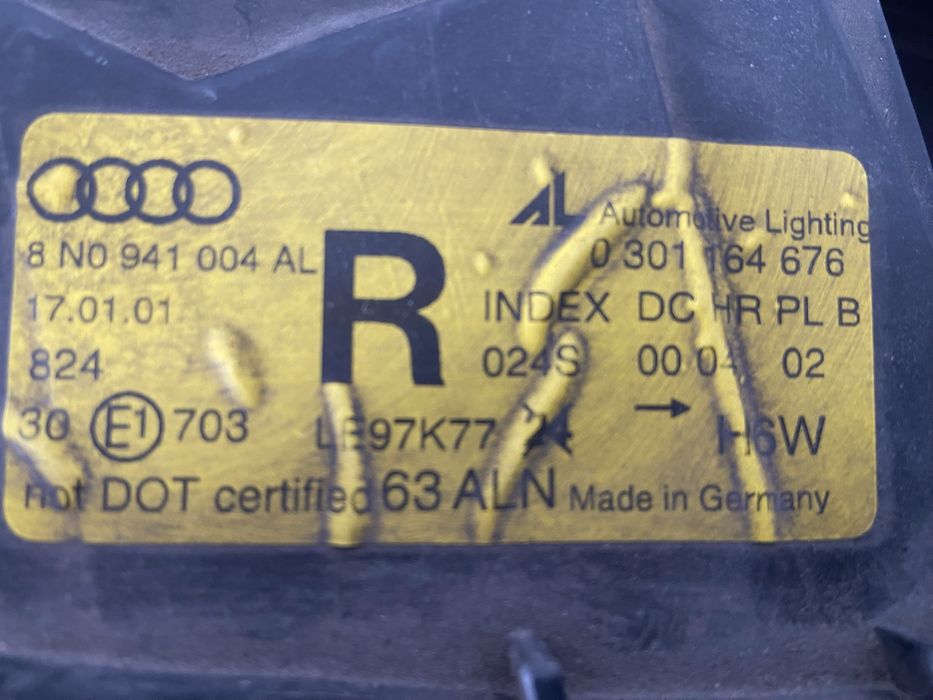 8 N0 941 004 AL
17.01.01
824
30 E1 703
R
AL Automotive Lighting
0 301 164 676
INDEX DC HR PL B
024S 00 04 02
LE97K77 H6W
not DOT certified 63 ALN Made in Germany